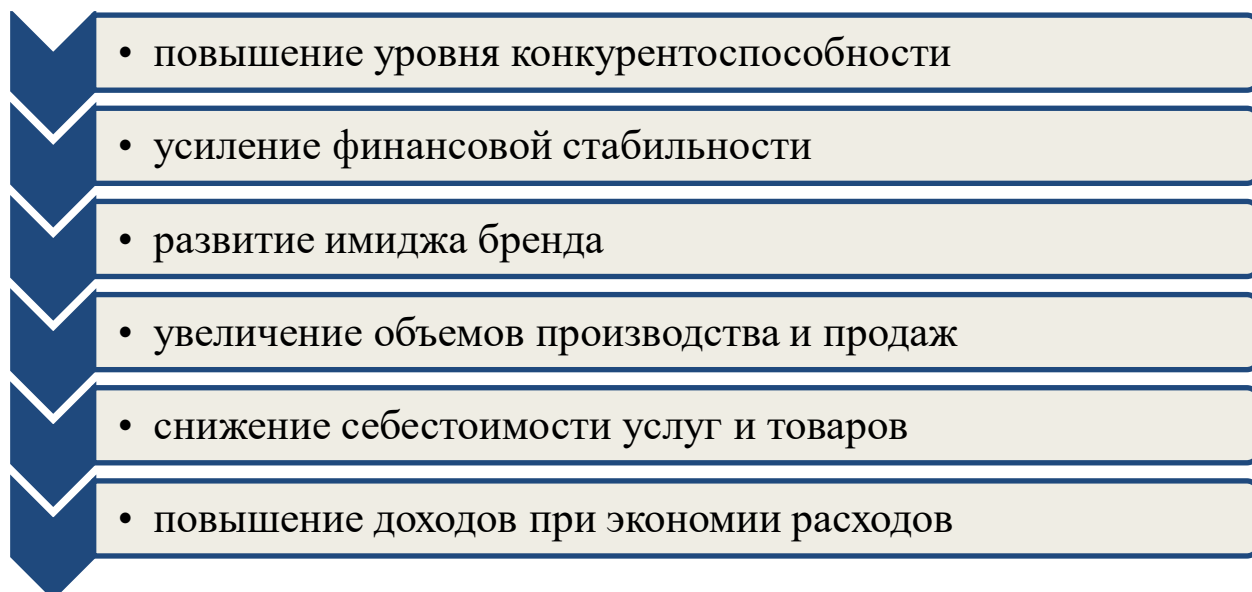 • повышение уровня конкурентоспособности
• усиление финансовой стабильности
• развитие имиджа бренда
• увеличение объемов производства и продаж
• снижение себестоимости услуг и товаров
• повышение доходов при экономии расходов